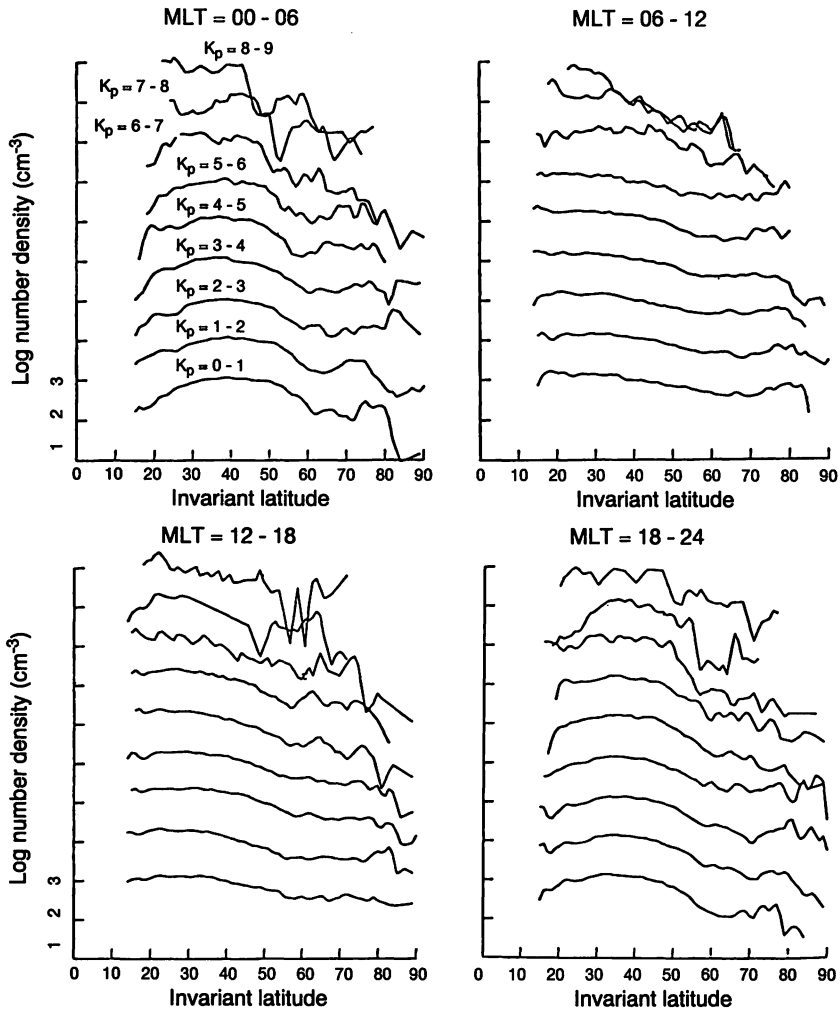 MLT = 00 - 06
MLT = 06 - 12
Kp = 8 - 9
Kp = 7 - 8
Kp = 6 - 7
Kp = 5 - 6
Kp = 4 - 5
Kp = 3 - 4
Kp = 2 - 3
Kp = 1 - 2
Kp = 0 - 1
Log number density (cm-3)
3
2
1
0 10 20 30 40 50 60 70 80 90
Invariant latitude
0 10 20 30 40 50 60 70 80 90
Invariant latitude
MLT = 12 - 18
MLT = 18 - 24
Log number density (cm-3)
3
2
1
0 10 20 30 40 50 60 70 80 90
Invariant latitude
0 10 20 30 40 50 60 70 80 90
Invariant latitude